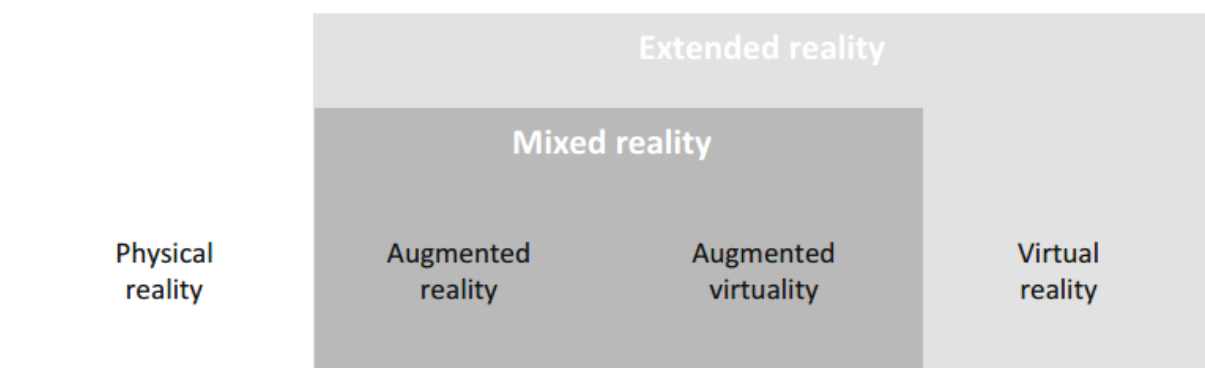 Extended reality
Mixed reality
Physical
reality
Augmented
reality
Augmented
virtuality
Virtual
reality